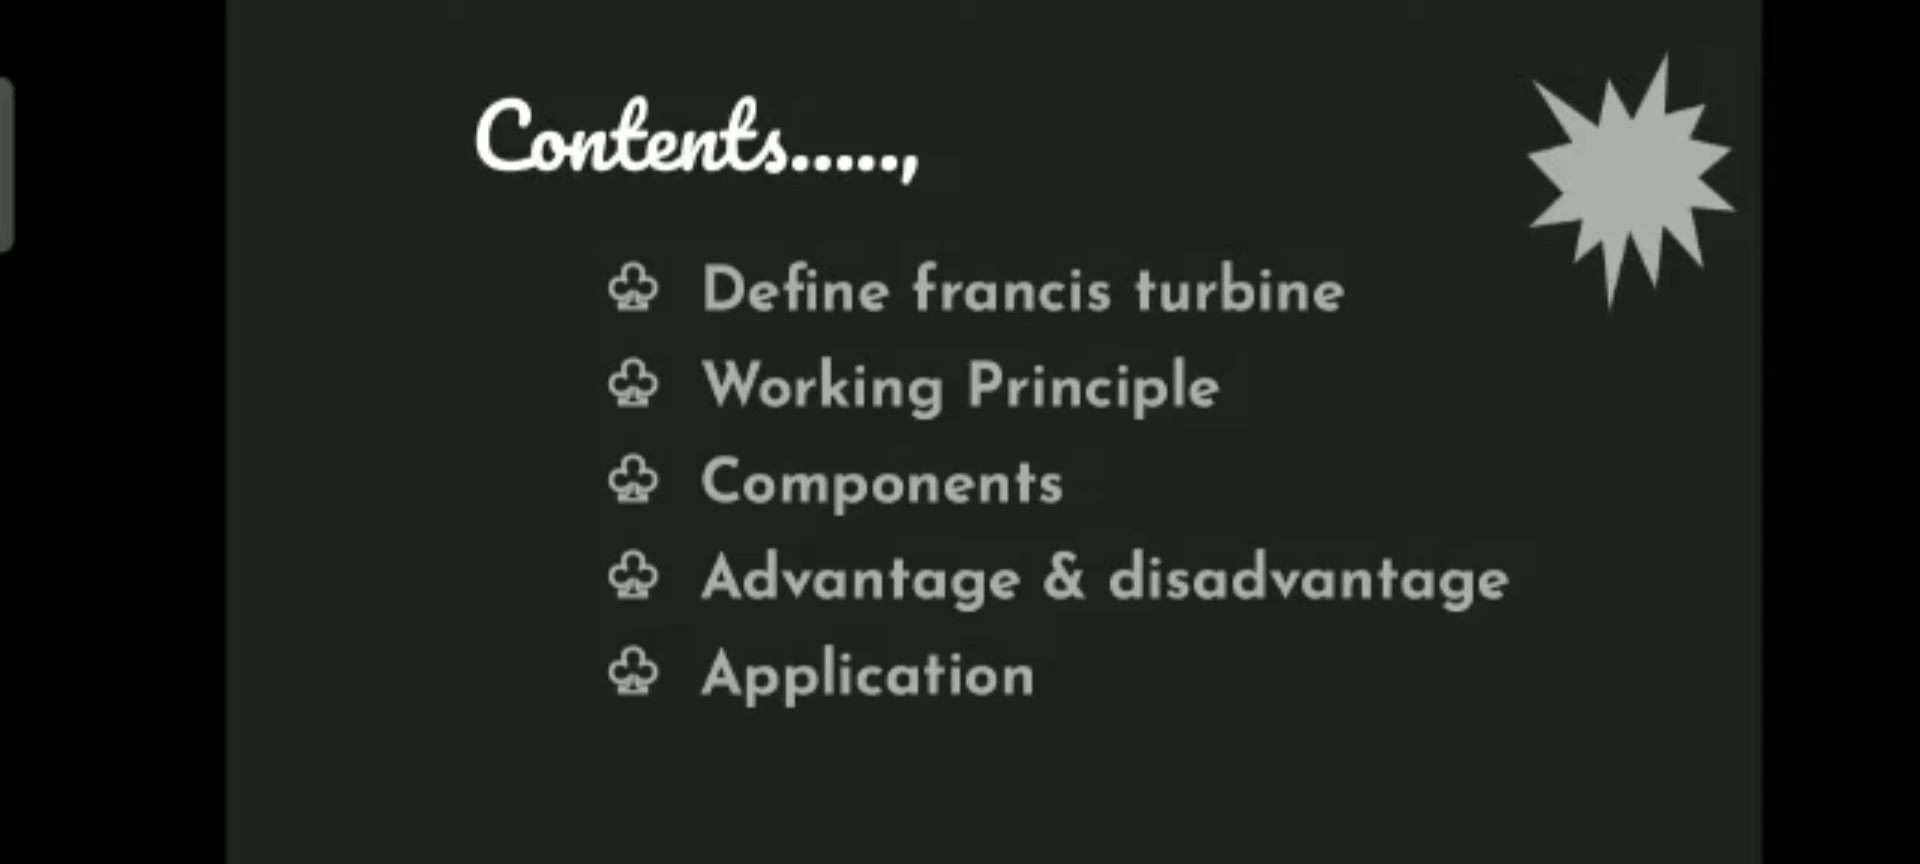 Contents.....,
♧ Define francis turbine
♧ Working Principle
♧ Components
♧ Advantage & disadvantage
♧ Application